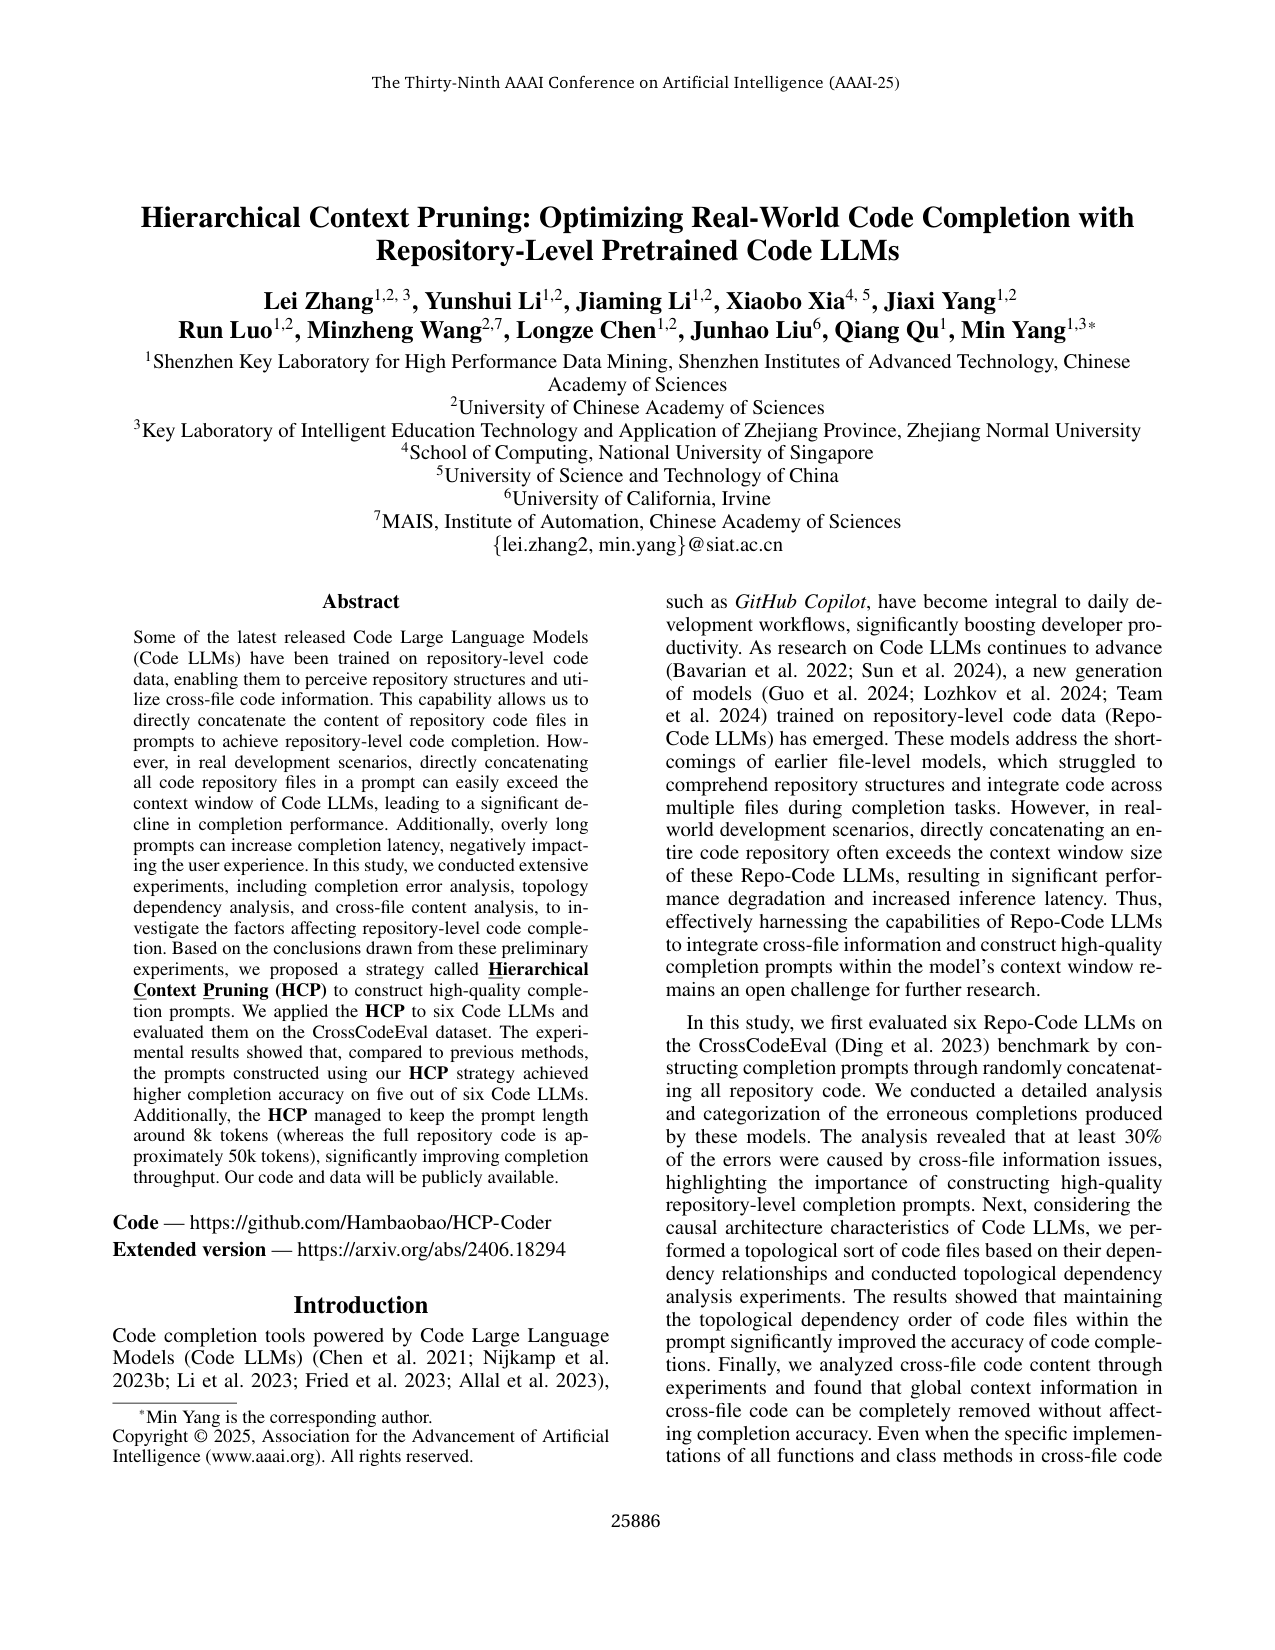 The Thirty-Ninth AAAI Conference on Artificial Intelligence (AAAI-25)
Hierarchical Context Pruning: Optimizing Real-World Code Completion with
Repository-Level Pretrained Code LLMs
Lei Zhang1,2, 3, Yunshui Li1,2, Jiaming Li1,2, Xiaobo Xia4, 5, Jiaxi Yang1,2
Run Luo1,2, Minzheng Wang2,7, Longze Chen1,2, Junhao Liu6, Qiang Qu1, Min Yang1,3*
1Shenzhen Key Laboratory for High Performance Data Mining, Shenzhen Institutes of Advanced Technology, Chinese
Academy of Sciences
2University of Chinese Academy of Sciences
3Key Laboratory of Intelligent Education Technology and Application of Zhejiang Province, Zhejiang Normal University
4School of Computing, National University of Singapore
5University of Science and Technology of China
6University of California, Irvine
7MAIS, Institute of Automation, Chinese Academy of Sciences
{lei.zhang2, min.yang}@siat.ac.cn
Abstract
Some of the latest released Code Large Language Models
(Code LLMs) have been trained on repository-level code
data, enabling them to perceive repository structures and uti-
lize cross-file code information. This capability allows us to
directly concatenate the content of repository code files in
prompts to achieve repository-level code completion. How-
ever, in real development scenarios, directly concatenating
all code repository files in a prompt can easily exceed the
context window of Code LLMs, leading to a significant de-
cline in completion performance. Additionally, overly long
prompts can increase completion latency, negatively impact-
ing the user experience. In this study, we conducted extensive
experiments, including completion error analysis, topology
dependency analysis, and cross-file content analysis, to in-
vestigate the factors affecting repository-level code comple-
tion. Based on the conclusions drawn from these preliminary
experiments, we proposed a strategy called Hierarchical
Context Pruning (HCP) to construct high-quality comple-
tion prompts. We applied the HCP to six Code LLMs and
evaluated them on the CrossCodeEval dataset. The experi-
mental results showed that, compared to previous methods,
the prompts constructed using our HCP strategy achieved
higher completion accuracy on five out of six Code LLMs.
Additionally, the HCP managed to keep the prompt length
around 8k tokens (whereas the full repository code is ap-
proximately 50k tokens), significantly improving completion
throughput. Our code and data will be publicly available.
Code — https://github.com/Hambaobao/HCP-Coder
Extended version — https://arxiv.org/abs/2406.18294
Introduction
Code completion tools powered by Code Large Language
Models (Code LLMs) (Chen et al. 2021; Nijkamp et al.
2023b; Li et al. 2023; Fried et al. 2023; Allal et al. 2023),
*Min Yang is the corresponding author.
Copyright © 2025, Association for the Advancement of Artificial
Intelligence (www.aaai.org). All rights reserved.
such as GitHub Copilot, have become integral to daily de-
velopment workflows, significantly boosting developer pro-
ductivity. As research on Code LLMs continues to advance
(Bavarian et al. 2022; Sun et al. 2024), a new generation
of models (Guo et al. 2024; Lozhkov et al. 2024; Team
et al. 2024) trained on repository-level code data (Repo-
Code LLMs) has emerged. These models address the short-
comings of earlier file-level models, which struggled to
comprehend repository structures and integrate code across
multiple files during completion tasks. However, in real-
world development scenarios, directly concatenating an en-
tire code repository often exceeds the context window size
of these Repo-Code LLMs, resulting in significant perfor-
mance degradation and increased inference latency. Thus,
effectively harnessing the capabilities of Repo-Code LLMs
to integrate cross-file information and construct high-quality
completion prompts within the model's context window re-
mains an open challenge for further research.
In this study, we first evaluated six Repo-Code LLMs on
the CrossCodeEval (Ding et al. 2023) benchmark by con-
structing completion prompts through randomly concatenat-
ing all repository code. We conducted a detailed analysis
and categorization of the erroneous completions produced
by these models. The analysis revealed that at least 30%
of the errors were caused by cross-file information issues,
highlighting the importance of constructing high-quality
repository-level completion prompts. Next, considering the
causal architecture characteristics of Code LLMs, we per-
formed a topological sort of code files based on their depen-
dency relationships and conducted topological dependency
analysis experiments. The results showed that maintaining
the topological dependency order of code files within the
prompt significantly improved the accuracy of code comple-
tions. Finally, we analyzed cross-file code content through
experiments and found that global context information in
cross-file code can be completely removed without affect-
ing completion accuracy. Even when the specific implemen-
tations of all functions and class methods in cross-file code
25886